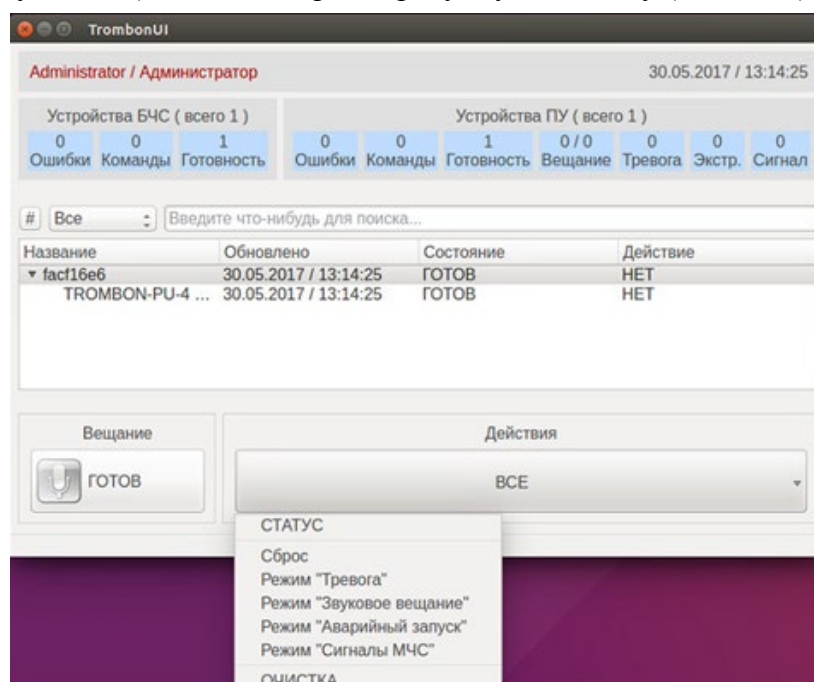 TrombonUI
Administrator / Администратор 30.05.2017 / 13:14:25
Устройства БЧС ( всего 1 ) Устройства ПУ ( всего 1 )
0 0 1 0 0 1 0 / 0 0 0 0
Ошибки Команды Готовность Ошибки Команды Готовность Вещание Тревога Экстр. Сигнал
# Все Введите что-нибудь для поиска...
Название Обновлено Состояние Действие
facf16e6 30.05.2017 / 13:14:25 ГОТОВ НЕТ
TROMBON-PU-4 ... 30.05.2017 / 13:14:25 ГОТОВ НЕТ
Вещание Действия
ГОТОВ ВСЕ
СТАТУС
Сброс
Режим "Тревога"
Режим "Звуковое вещание"
Режим "Аварийный запуск"
Режим "Сигналы МЧС"
ОЧИСТКА